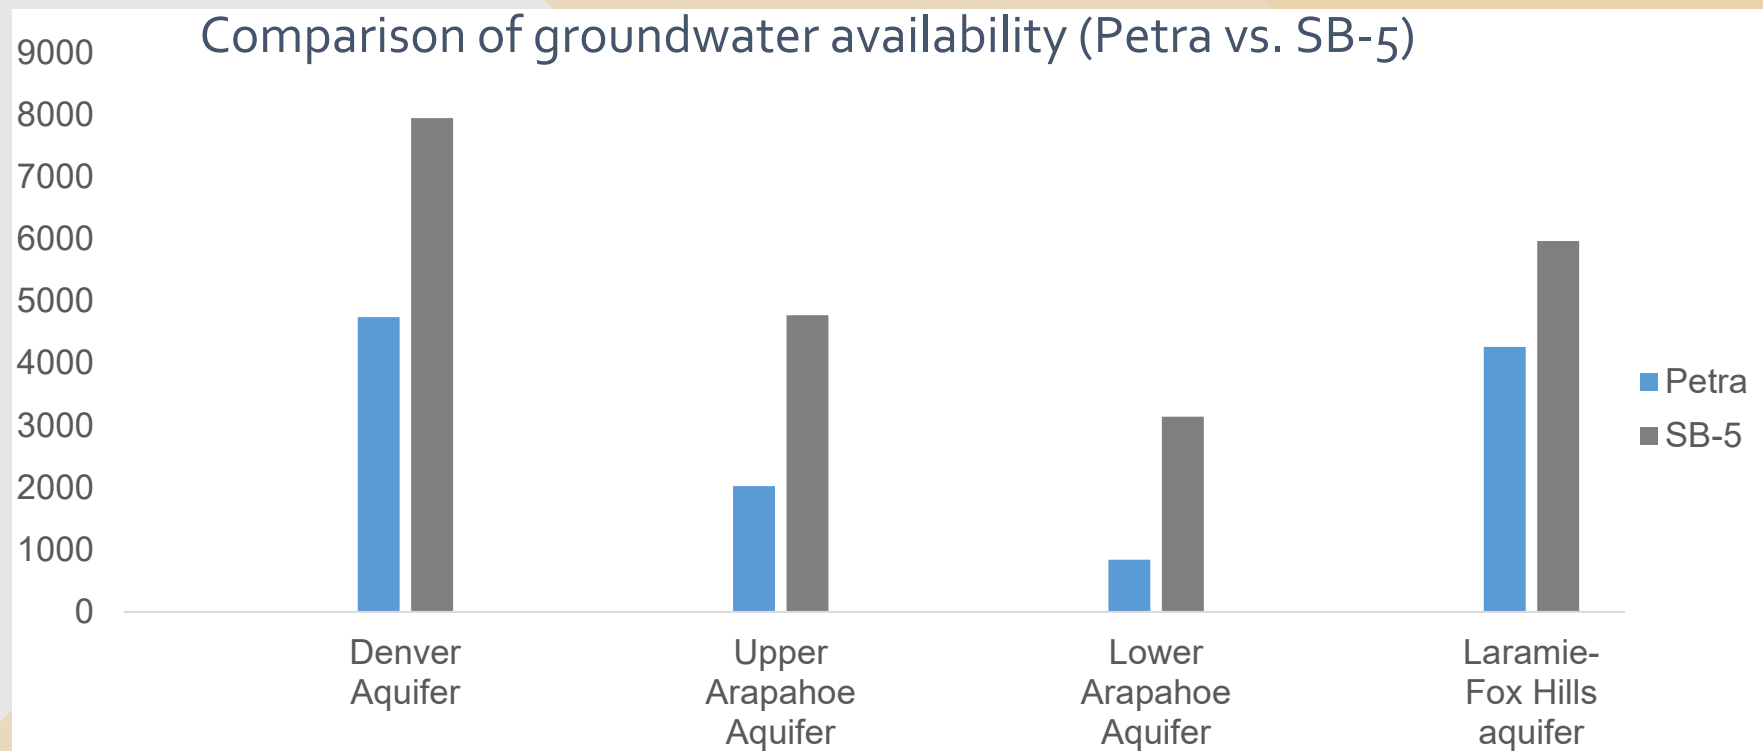 Comparison of groundwater availability (Petra vs. SB-5)
9000
8000
7000
6000
5000
4000
3000
2000
1000
0
Denver
Aquifer
Upper
Arapahoe
Aquifer
Lower
Arapahoe
Aquifer
Laramie-
Fox Hills
aquifer
Petra
SB-5